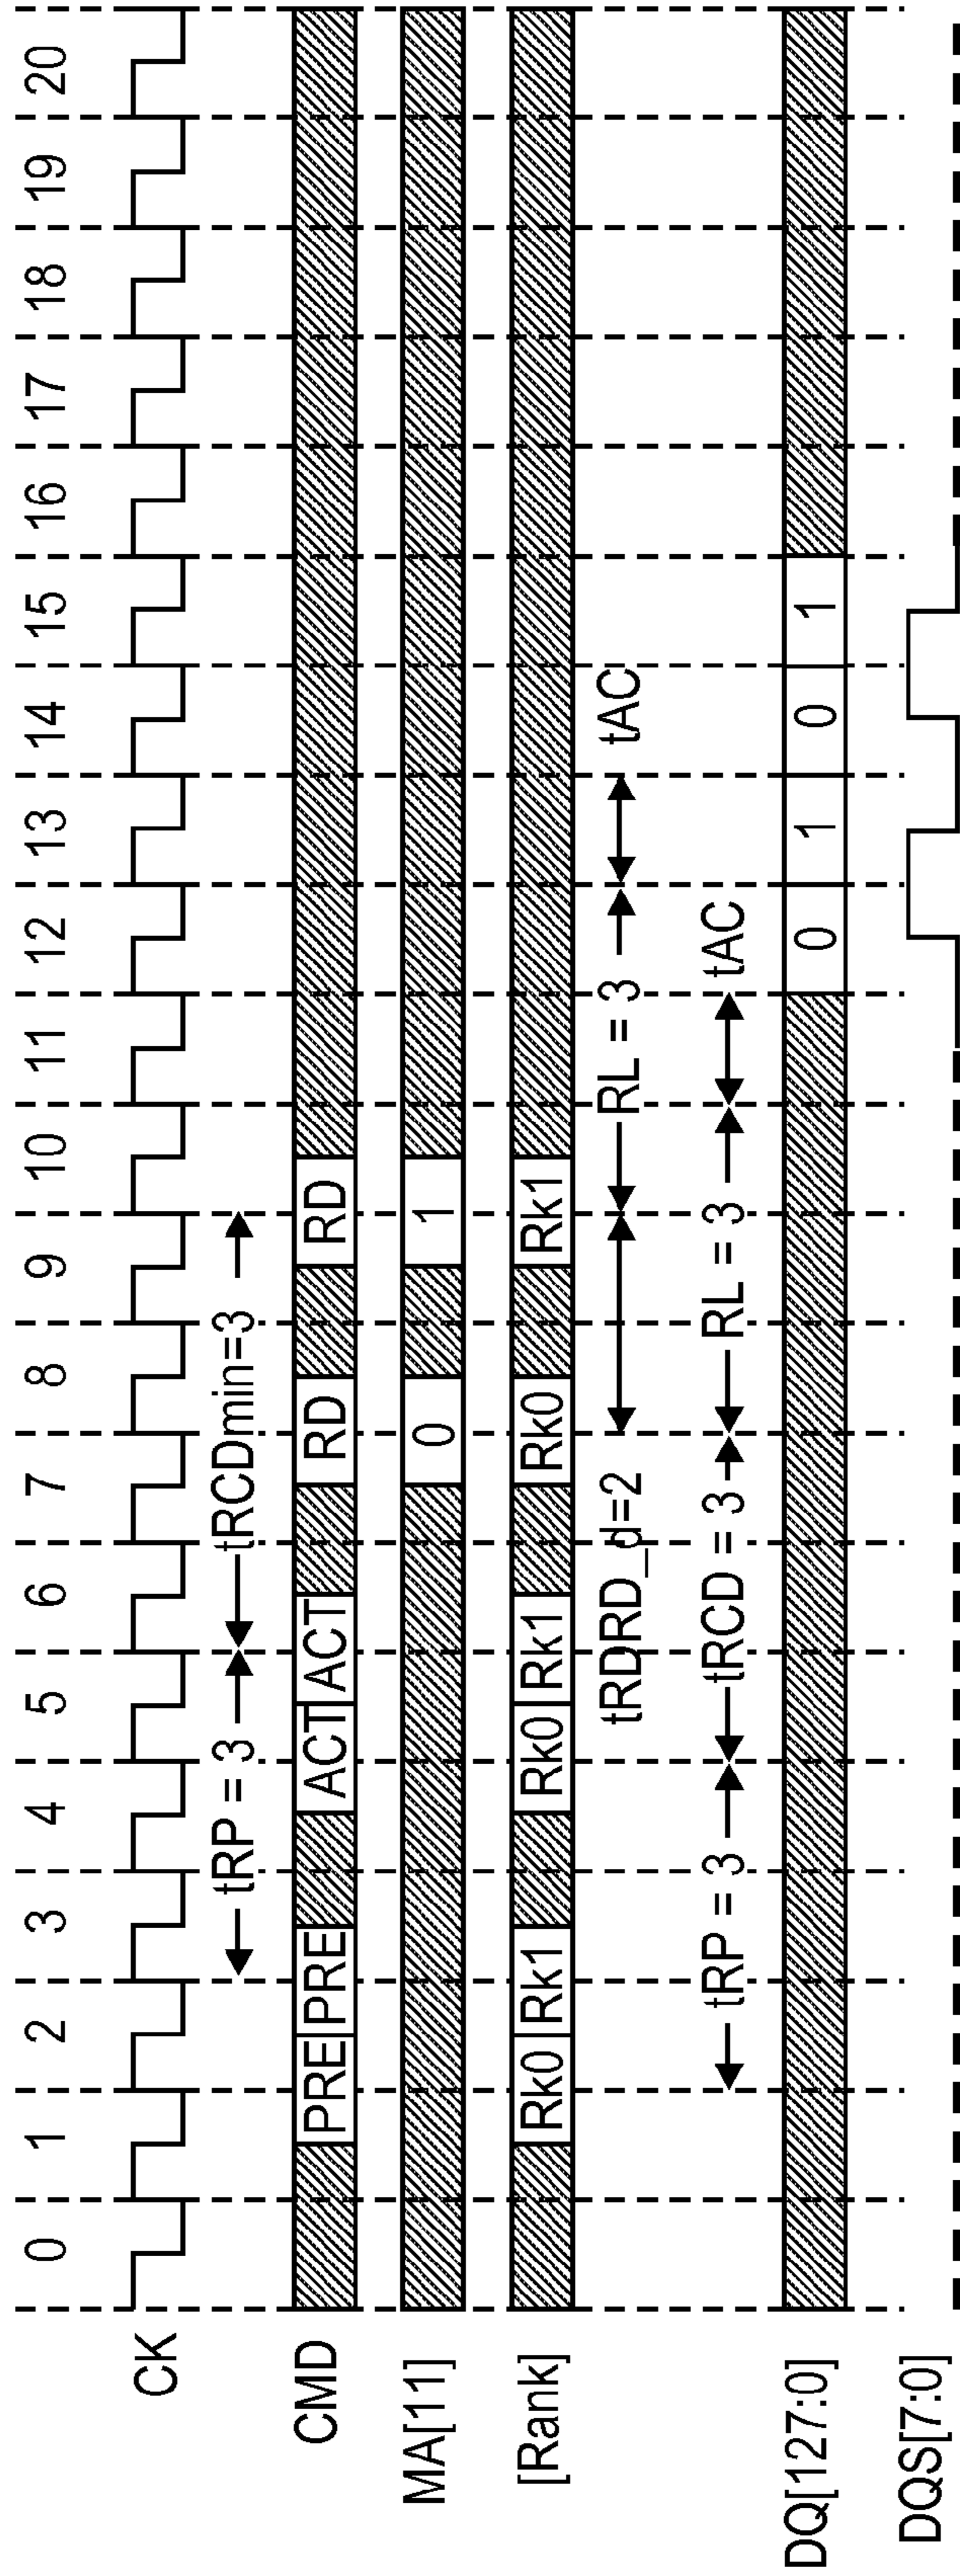 0 1 2 3 4 5 6 7 8 9 10 11 12 13 14 15 16 17 18 19 20
CK
tRP = 3 tRCDmin=3
CMD PRE PRE ACT ACT RD RD
MA[11] 0 1
[Rank] Rk0 Rk1 Rk0 Rk1 Rk0 Rk1
tRDRD_d=2 RL = 3 tAC
tRP = 3 tRCD = 3 RL = 3 tAC
DQ[127:0] 0 1 0 1
DQS[7:0]